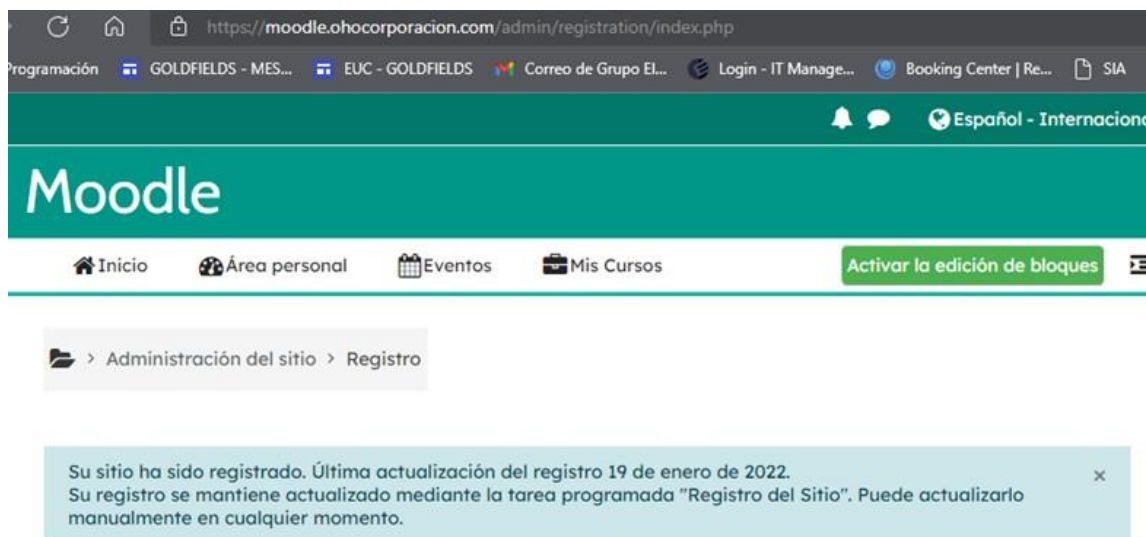 https://moodle.ohocorporacion.com/admin/registration/index.php
Programación GOLDFIELDS - MES... EUC - GOLDFIELDS Correo de Grupo El... Login - IT Manage... Booking Center | Re... SIA
Español - Internaciono
Moodle
Inicio Área personal Eventos Mis Cursos Activar la edición de bloques
> Administración del sitio > Registro
Su sitio ha sido registrado. Última actualización del registro 19 de enero de 2022. ×
Su registro se mantiene actualizado mediante la tarea programada "Registro del Sitio". Puede actualizarlo
manualmente en cualquier momento.